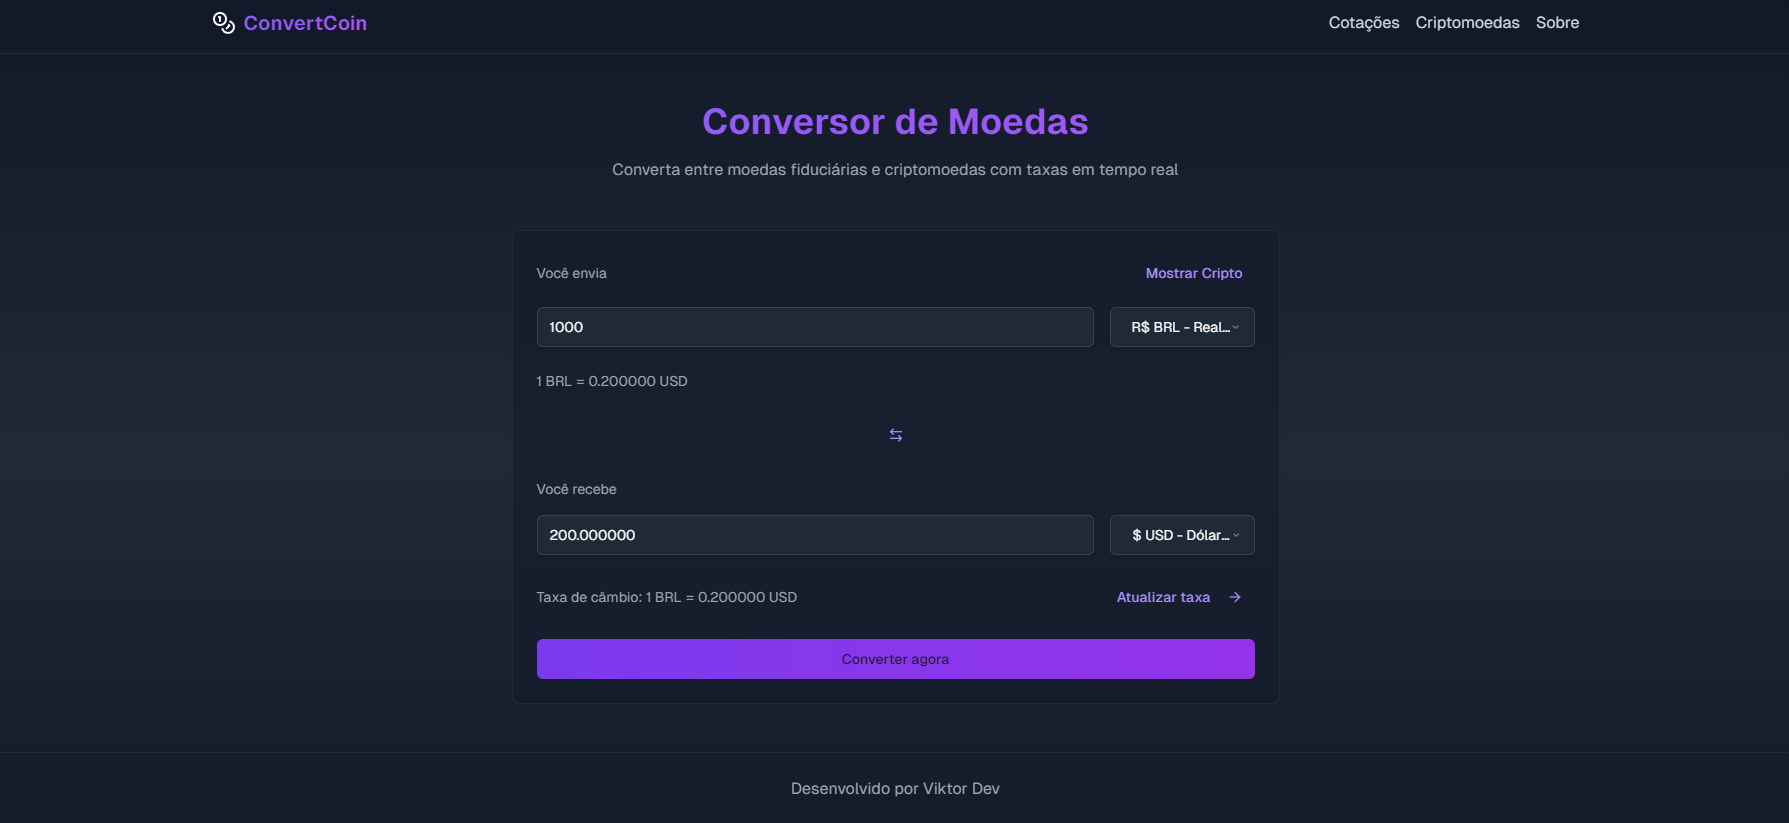 ConvertCoin
Cotações Criptomoedas Sobre
Conversor de Moedas
Converta entre moedas fiduciárias e criptomoedas com taxas em tempo real
Você envia
Mostrar Cripto
1000
R$ BRL - Real...
1 BRL = 0.200000 USD
Você recebe
200.000000
$ USD - Dólar...
Taxa de câmbio: 1 BRL = 0.200000 USD
Atualizar taxa
Converter agora
Desenvolvido por Viktor Dev